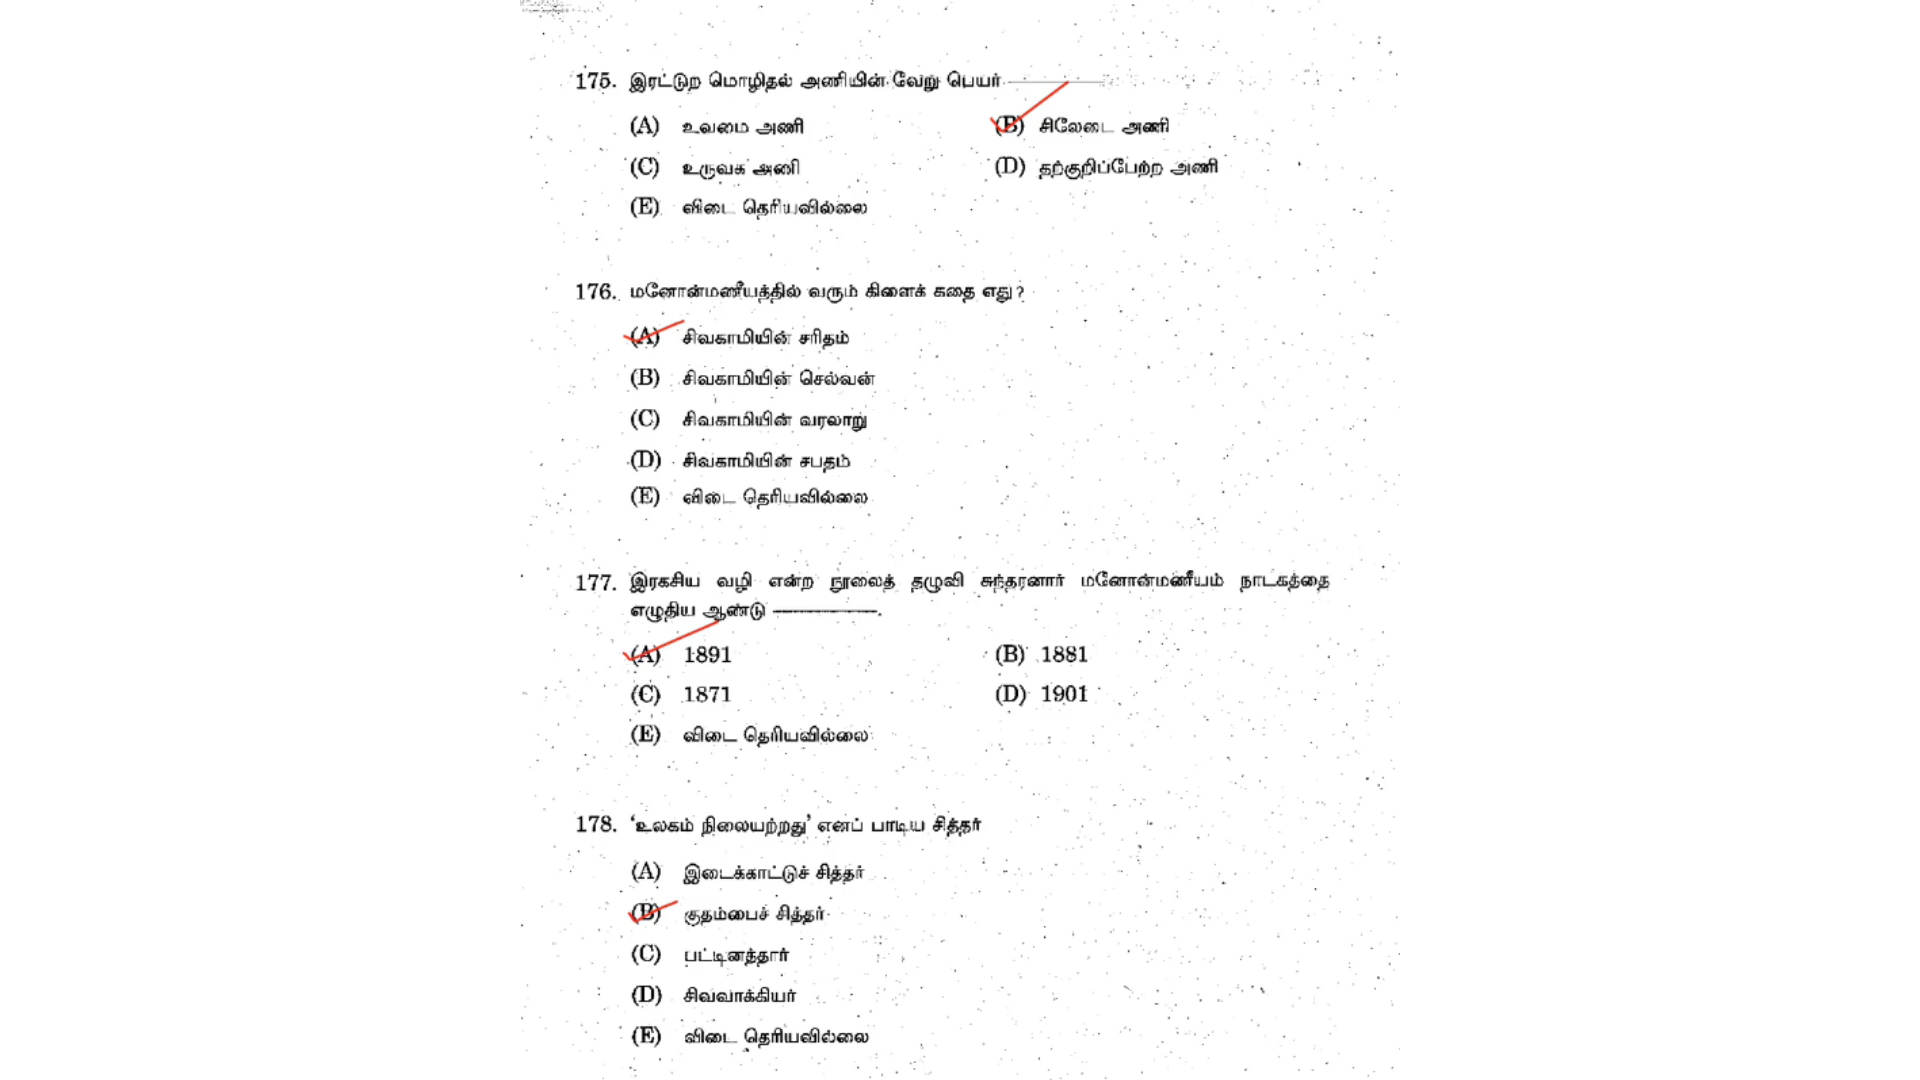 175. இரட்டுற மொழிதல் அணியின் வேறு பெயர் ————
(A) உவமை அணி (B) சிலேடை அணி
(C) உருவக அணி (D) தற்குறிப்பேற்ற அணி
(E) விடை தெரியவில்லை
176. மனோன்மணீயத்தில் வரும் கிளைக் கதை எது?
(A) சிவகாமியின் சரிதம்
(B) சிவகாமியின் செல்வன்
(C) சிவகாமியின் வரலாறு
(D) சிவகாமியின் சபதம்
(E) விடை தெரியவில்லை
177. இரகசிய வழி என்ற நூலைத் தழுவி சுந்தரனார் மனோன்மணீயம் நாடகத்தை
எழுதிய ஆண்டு ————.
(A) 1891 (B) 1881
(C) 1871 (D) 1901
(E) விடை தெரியவில்லை
178. ‘உலகம் நிலையற்றது’ எனப் பாடிய சித்தர்
(A) இடைக்காட்டுச் சித்தர்
(B) குதம்பைச் சித்தர்
(C) பட்டினத்தார்
(D) சிவவாக்கியர்
(E) விடை தெரியவில்லை